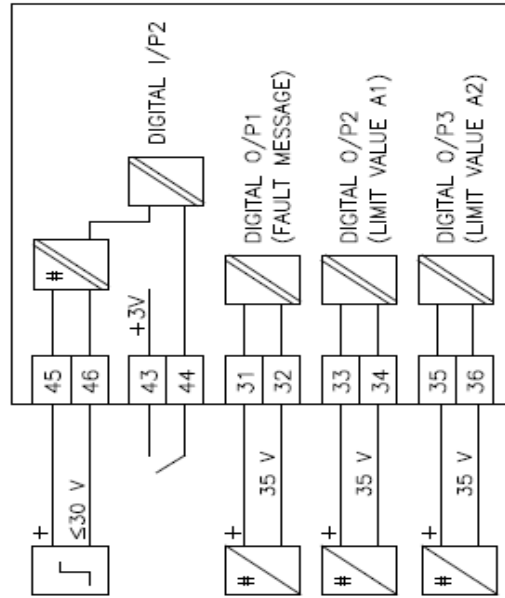 DIGITAL I/P2
#
+3V
DIGITAL O/P1
(FAULT MESSAGE)
DIGITAL O/P2
(LIMIT VALUE A1)
DIGITAL O/P3
(LIMIT VALUE A2)
45
46
43
44
31
32
33
34
35
36
+
≤30 V
+
35 V
#
+
35 V
#
+
35 V
#